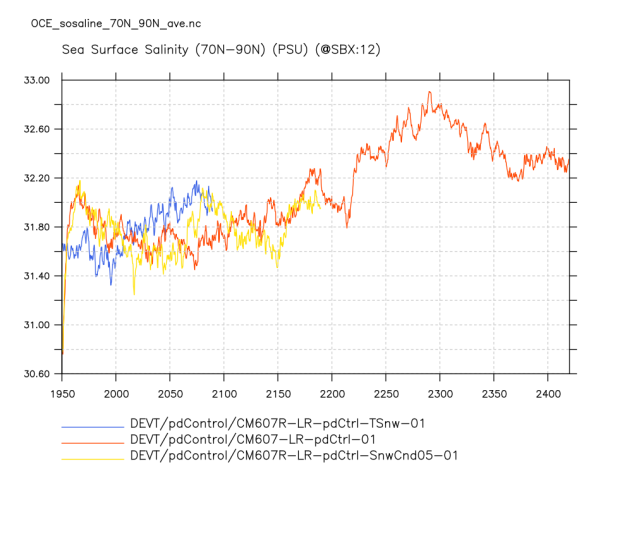 OCE_sosaline_70N_90N_ave.nc
Sea Surface Salinity (70N-90N) (PSU) (@SBX:12)
33.00
32.60
32.20
31.80
31.40
31.00
30.60
1950 2000 2050 2100 2150 2200 2250 2300 2350 2400
DEVT/pdControl/CM607R-LR-pdCtrl-TSnw-01
DEVT/pdControl/CM607-LR-pdCtrl-01
DEVT/pdControl/CM607R-LR-pdCtrl-SnwCnd05-01